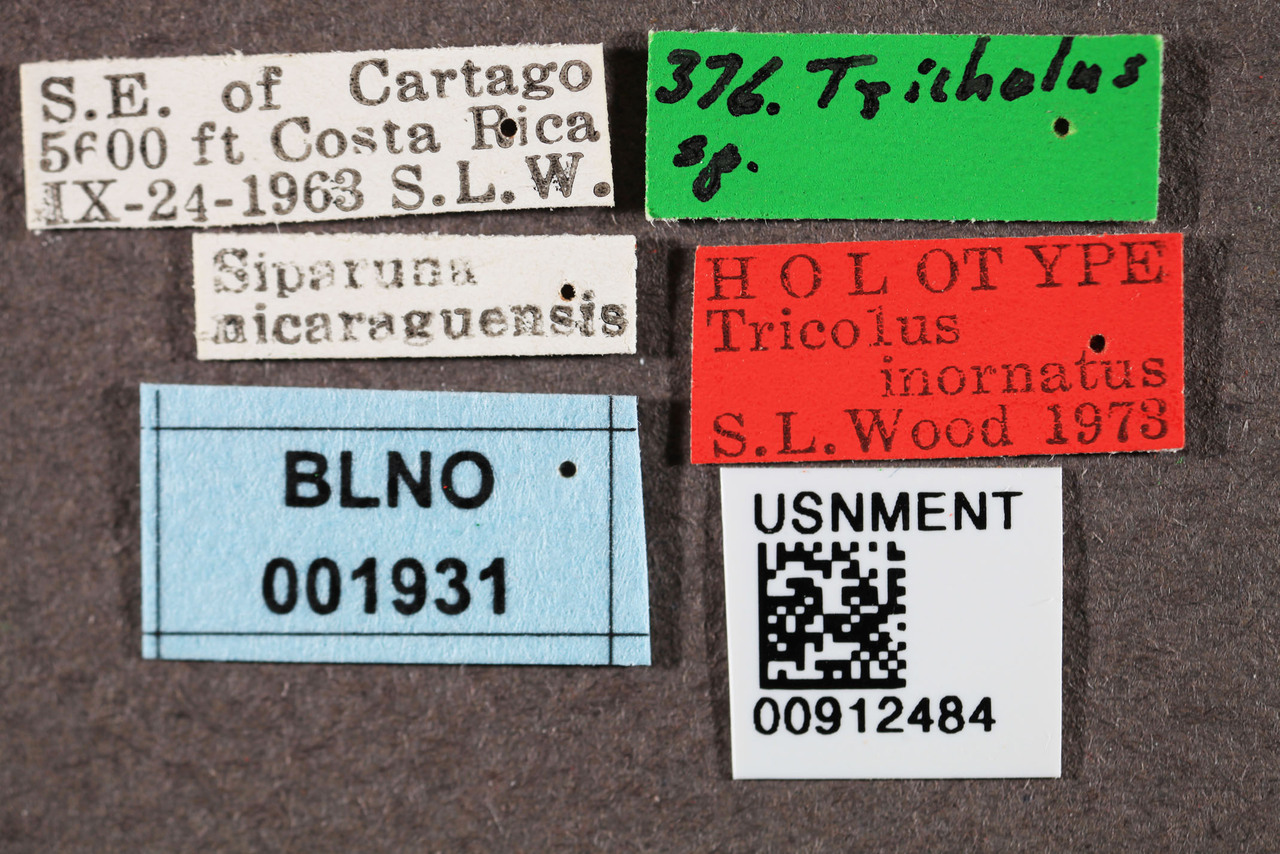 S.E. of Cartago
5600 ft Costa Rica
IX-24-1963 S.L.W.
376. Tricholus
sp.
Siparuna
nicaraguensis
HOLOTYPE
Tricolus
inornatus
S.L.Wood 1973
BLNO
001931
USNMENT
00912484